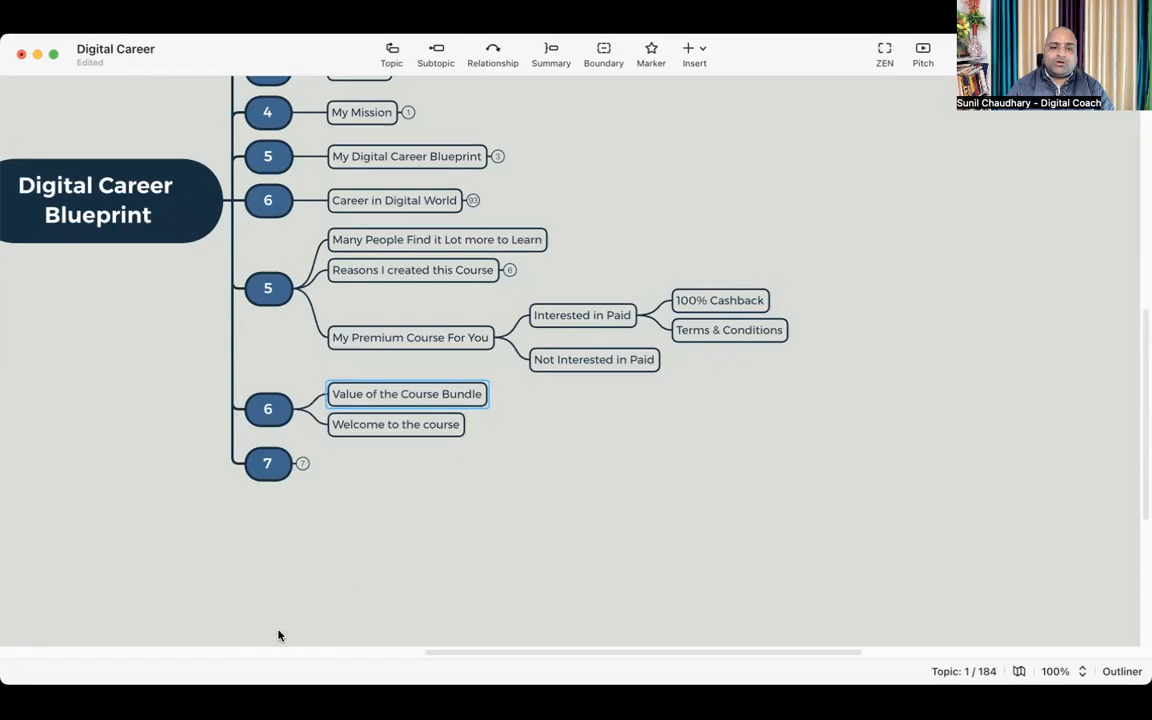 Digital Career
Edited
Topic
Subtopic
Relationship
Summary
Boundary
Marker
Insert
ZEN
Pitch
Sunil Chaudhary - Digital Coach
Digital Career
Blueprint
4
My Mission
1
5
My Digital Career Blueprint
3
6
Career in Digital World
93
5
Many People Find it Lot more to Learn
Reasons I created this Course
6
My Premium Course For You
Interested in Paid
100% Cashback
Terms & Conditions
Not Interested in Paid
6
Value of the Course Bundle
Welcome to the course
7
7
Topic: 1 / 184
100%
Outliner